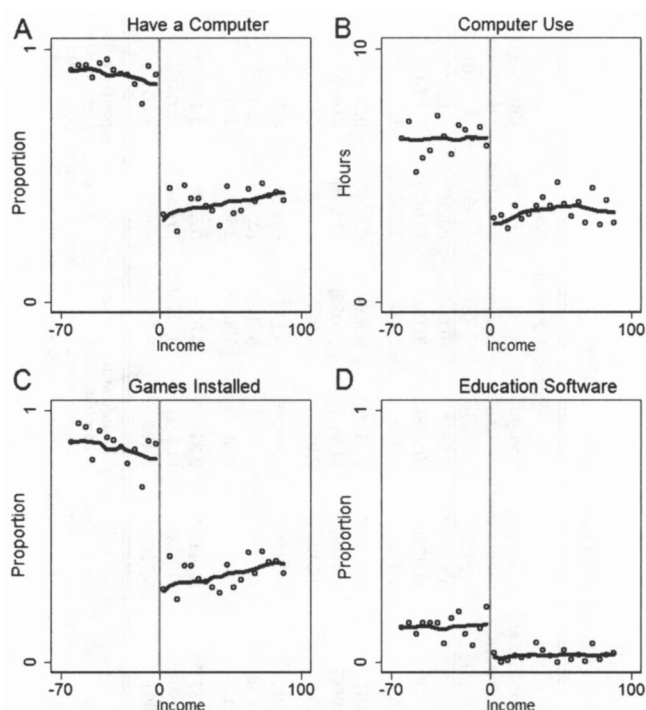 A
Have a Computer
Proportion
1
0
-70
0
100
Income
B
Computer Use
Hours
10
0
-70
0
100
Income
C
Games Installed
Proportion
1
0
-70
0
100
Income
D
Education Software
Proportion
1
0
-70
0
100
Income